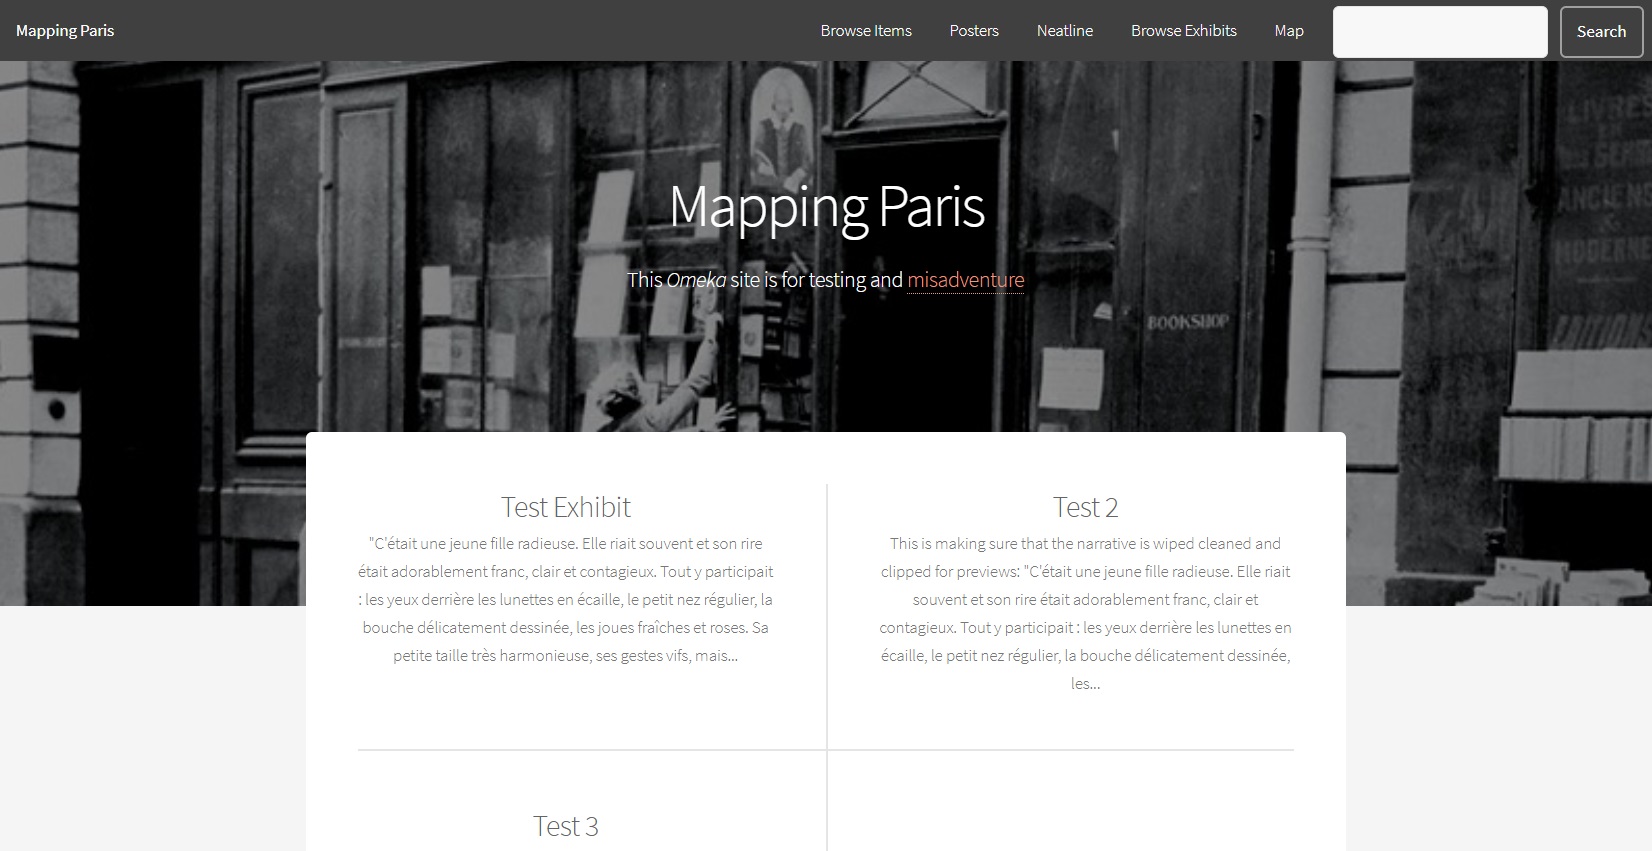 Mapping Paris
Browse Items
Posters
Neatline
Browse Exhibits
Map
Search
LIVRES
ANCIENS
&
MODERNES
Mapping Paris
This Omeka site is for testing and misadventure
BOOKSHOP
Test Exhibit
"C'était une jeune fille radieuse. Elle riait souvent et son rire
était adorablement franc, clair et contagieux. Tout y participait
: les yeux derrière les lunettes en écaille, le petit nez régulier, la
bouche délicatement dessinée, les joues fraîches et roses. Sa
petite taille très harmonieuse, ses gestes vifs, mais...
Test 2
This is making sure that the narrative is wiped cleaned and
clipped for previews: "C'était une jeune fille radieuse. Elle riait
souvent et son rire était adorablement franc, clair et
contagieux. Tout y participait : les yeux derrière les lunettes en
écaille, le petit nez régulier, la bouche délicatement dessinée,
les...
Test 3